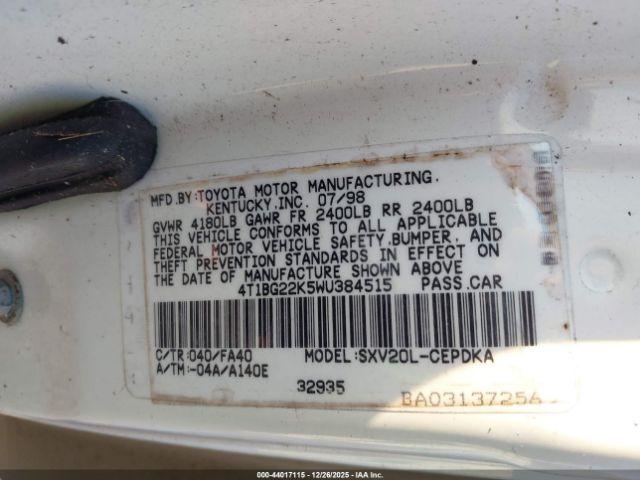 MFD.BY:TOYOTA MOTOR MANUFACTURING.
KENTUCKY,INC. 07/98
GVWR 4180LB GAWR FR 2400LB RR 2400LB
THIS VEHICLE CONFORMS TO ALL APPLICABLE
FEDERAL MOTOR VEHICLE SAFETY,BUMPER, AND
THEFT PREVENTION STANDARDS IN EFFECT ON
THE DATE OF MANUFACTURE SHOWN ABOVE
4T1BG22K5WU384515 PASS.CAR
C/TR:040/FA40 MODEL:SXV20L-CEPDKA
A/TM:-04A/A140E
32935
BA0313725A
000-44017115 - 12/26/2025 - IAAI.COM